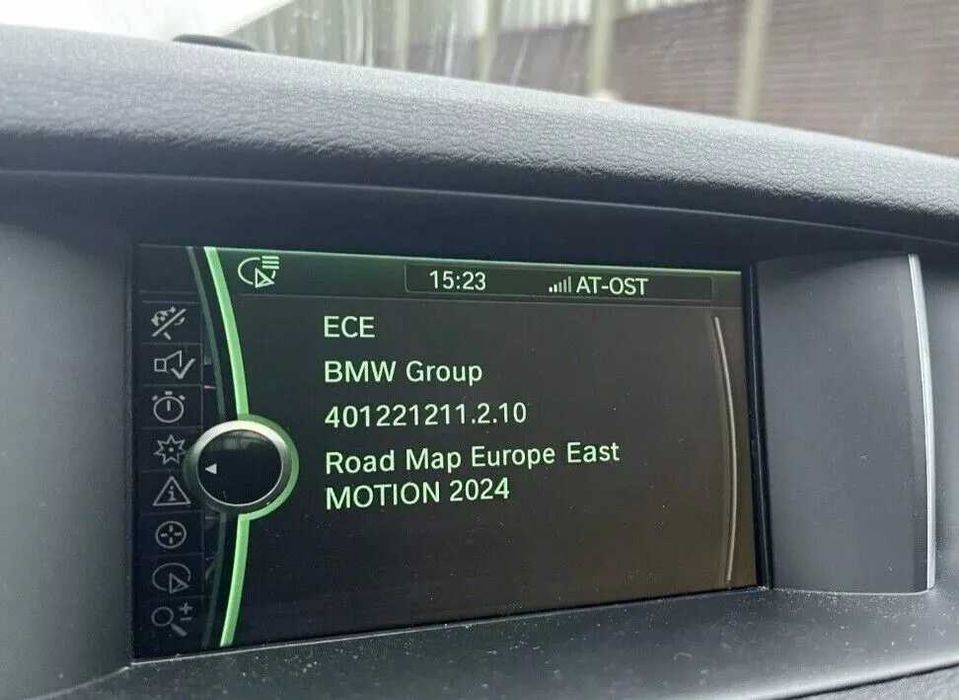 15:23 AT-OST
ECE
BMW Group
401221211.2.10
Road Map Europe East
MOTION 2024